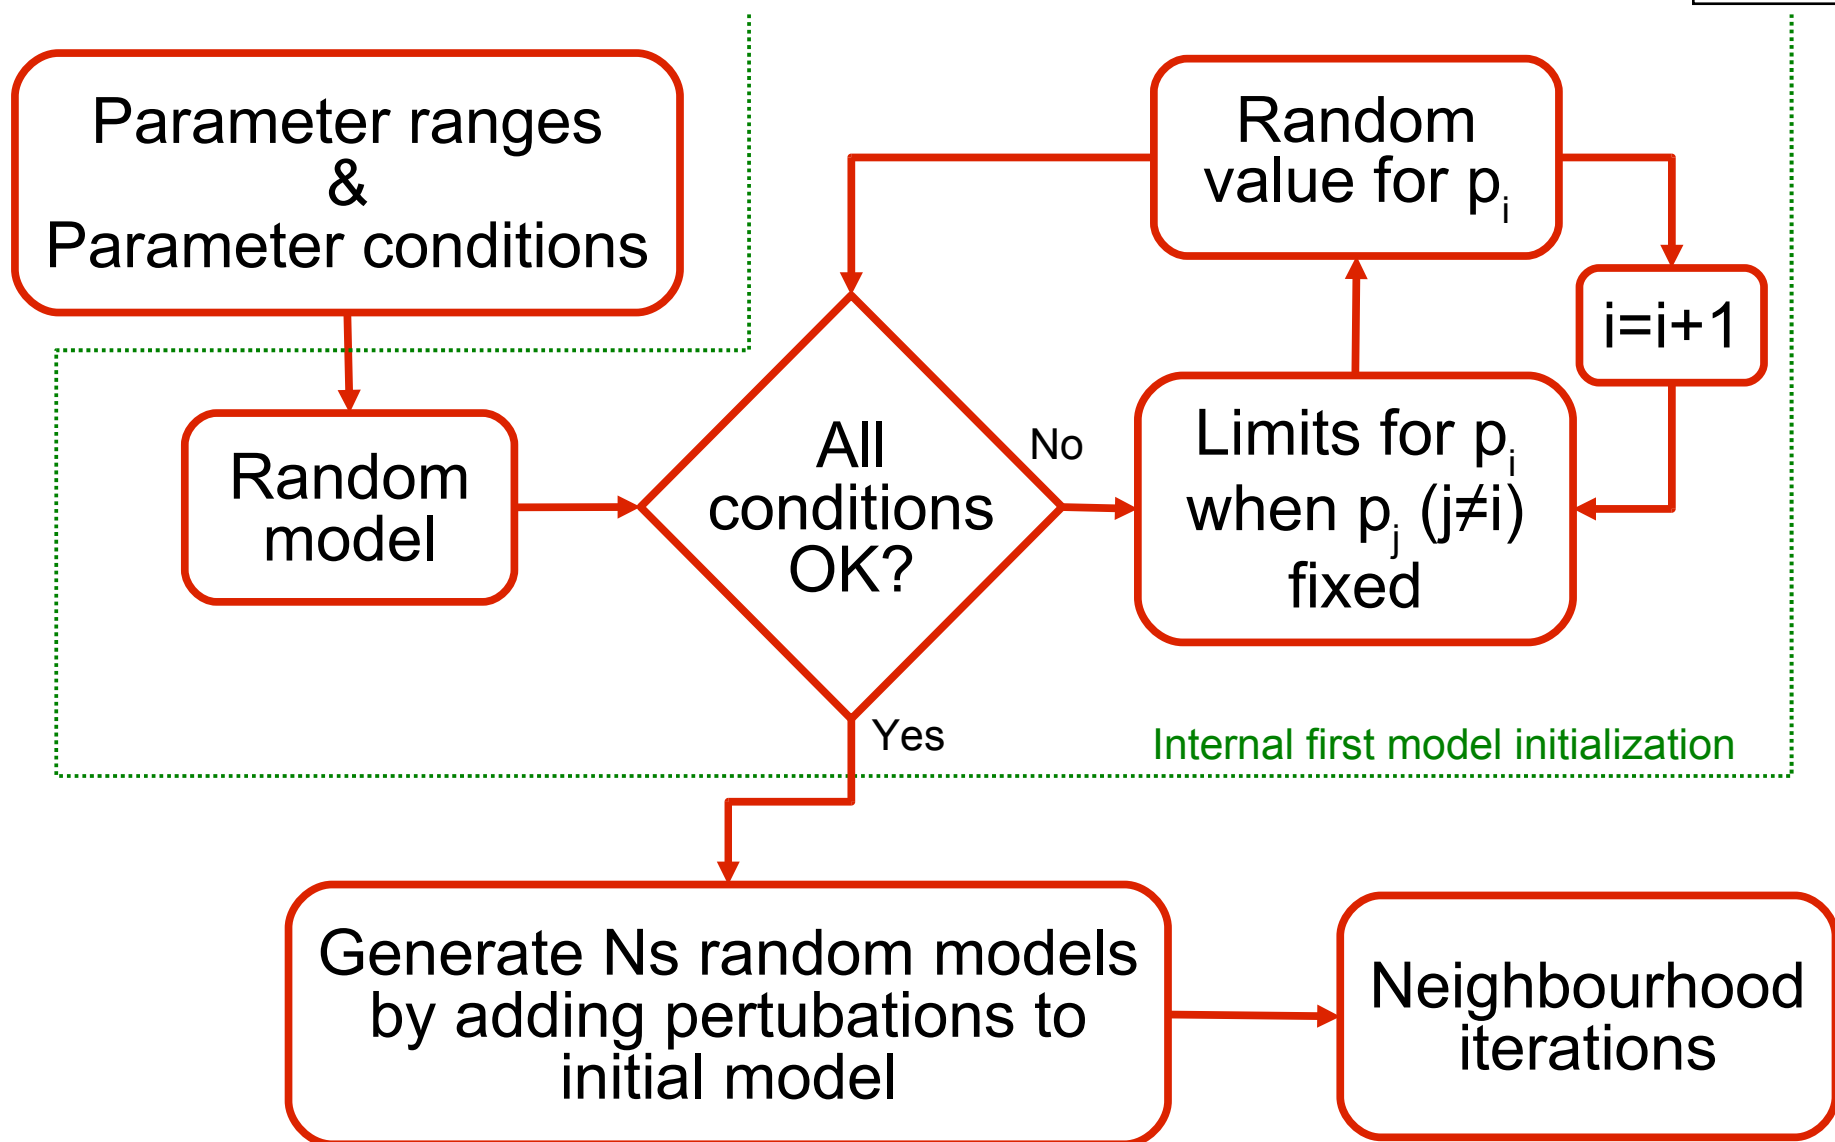 Parameter ranges
&
Parameter conditions
Random
value for pᵢ
i=i+1
Random
model
All
conditions
OK?
No
Limits for pᵢ
when pⱼ (j≠i)
fixed
Yes
Internal first model initialization
Generate Ns random models
by adding pertubations to
initial model
Neighbourhood
iterations